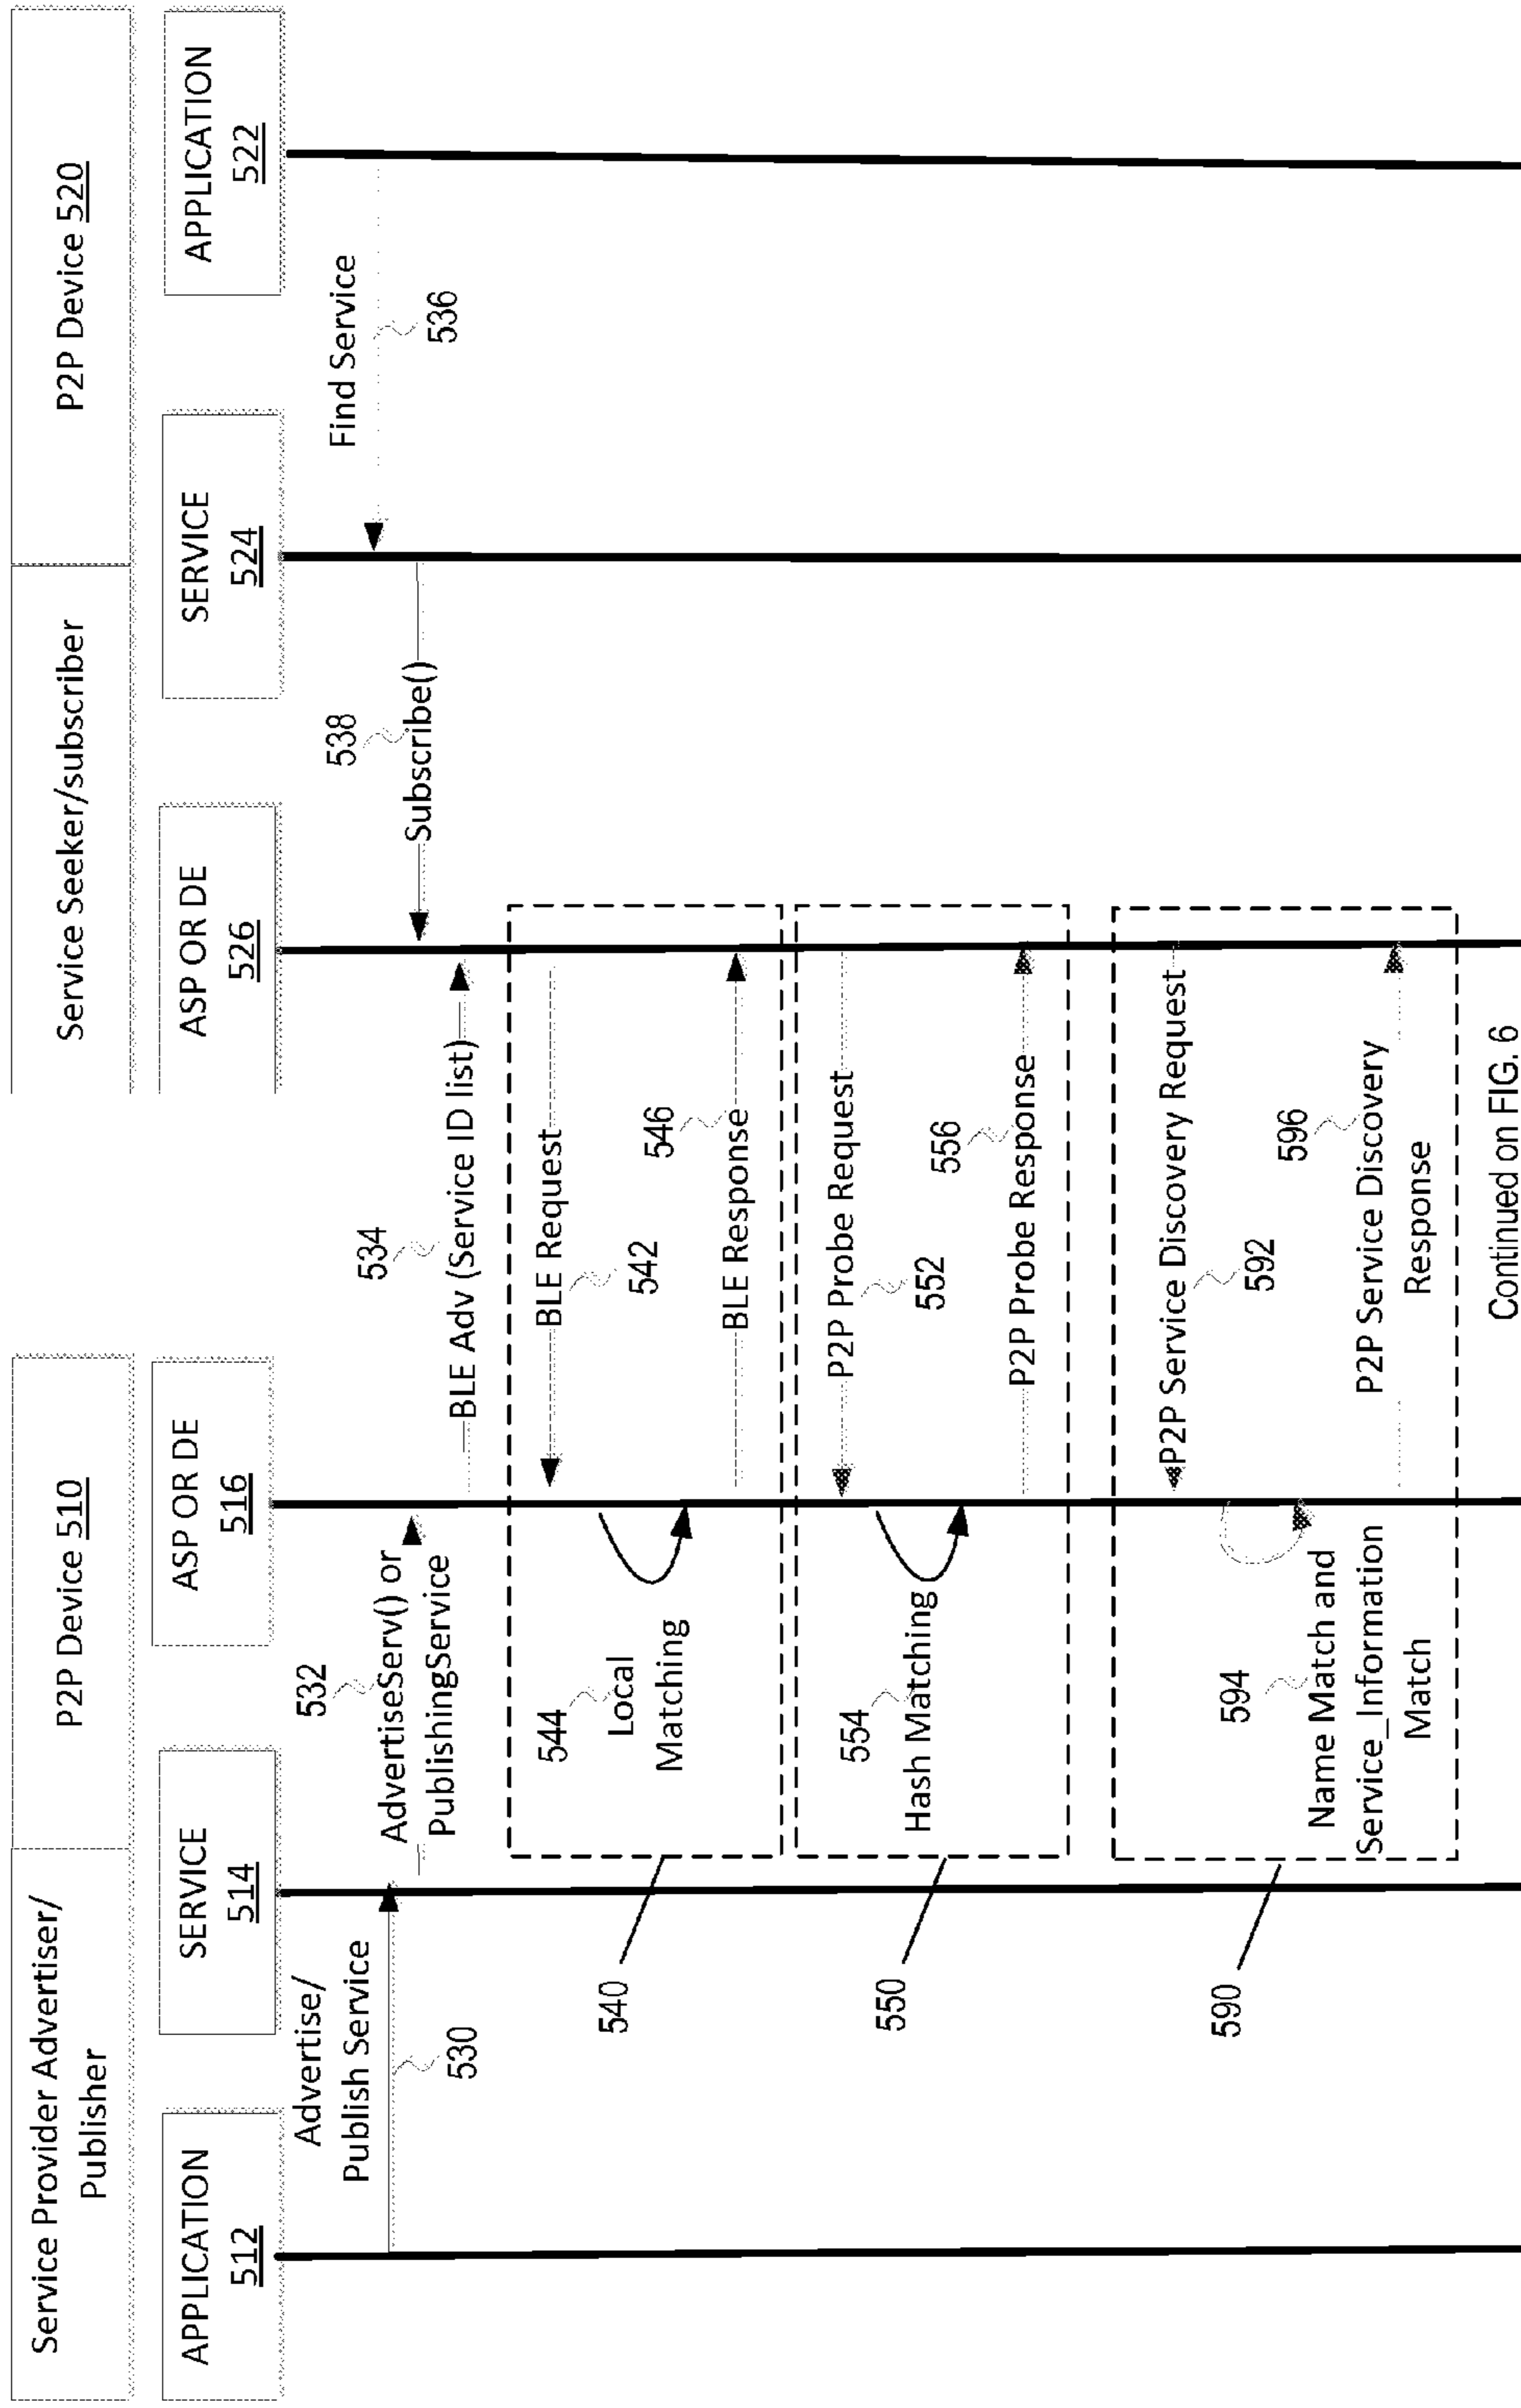 Service Provider Advertiser/
Publisher
P2P Device 510
Service Seeker/subscriber
P2P Device 520
APPLICATION
512
SERVICE
514
ASP OR DE
516
ASP OR DE
526
SERVICE
524
APPLICATION
522
Advertise/
Publish Service
530
532
AdvertiseServ() or
PublishingService
534
BLE Adv (Service ID list)
538
Subscribe()
Find Service
536
540
544
Local
Matching
BLE Request
542
546
BLE Response
550
554
Hash Matching
P2P Probe Request
552
556
P2P Probe Response
590
594
Name Match and
Service_Information
Match
P2P Service Discovery Request
592
596
P2P Service Discovery
Response
Continued on FIG. 6